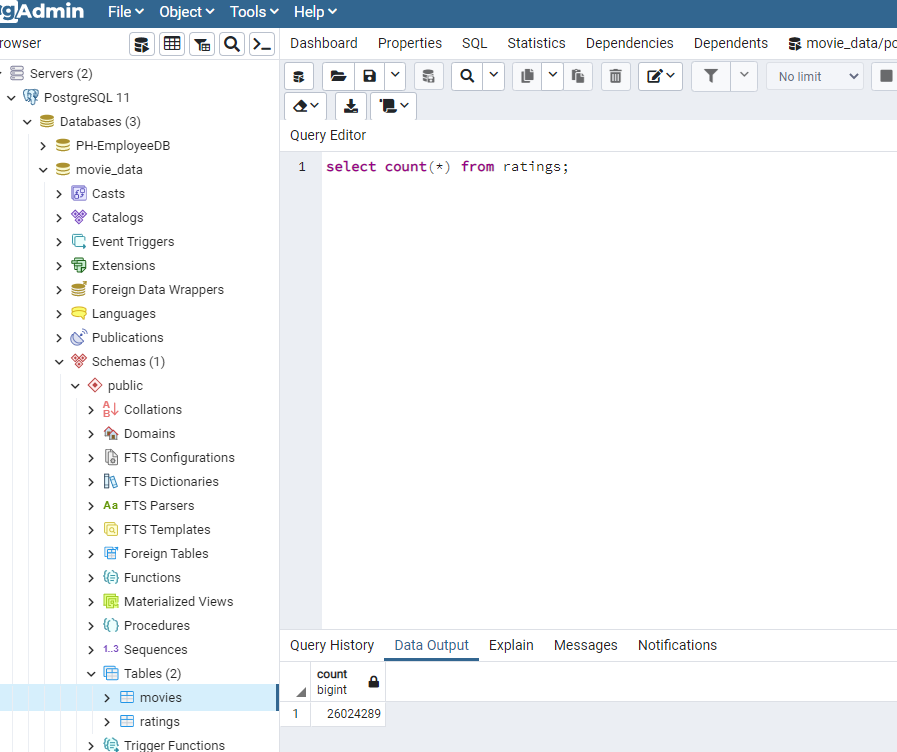 gAdmin File Object Tools Help
rowser
Dashboard Properties SQL Statistics Dependencies Dependents movie_data/po
No limit
Servers (2)
PostgreSQL 11
Databases (3)
PH-EmployeeDB
movie_data
Casts
Catalogs
Event Triggers
Extensions
Foreign Data Wrappers
Languages
Publications
Schemas (1)
public
Collations
Domains
FTS Configurations
FTS Dictionaries
Aa FTS Parsers
FTS Templates
Foreign Tables
Functions
Materialized Views
Procedures
1..3 Sequences
Tables (2)
movies
ratings
Trigger Functions
Query Editor
1 select count(*) from ratings;
Query History Data Output Explain Messages Notifications
count
bigint
1 26024289